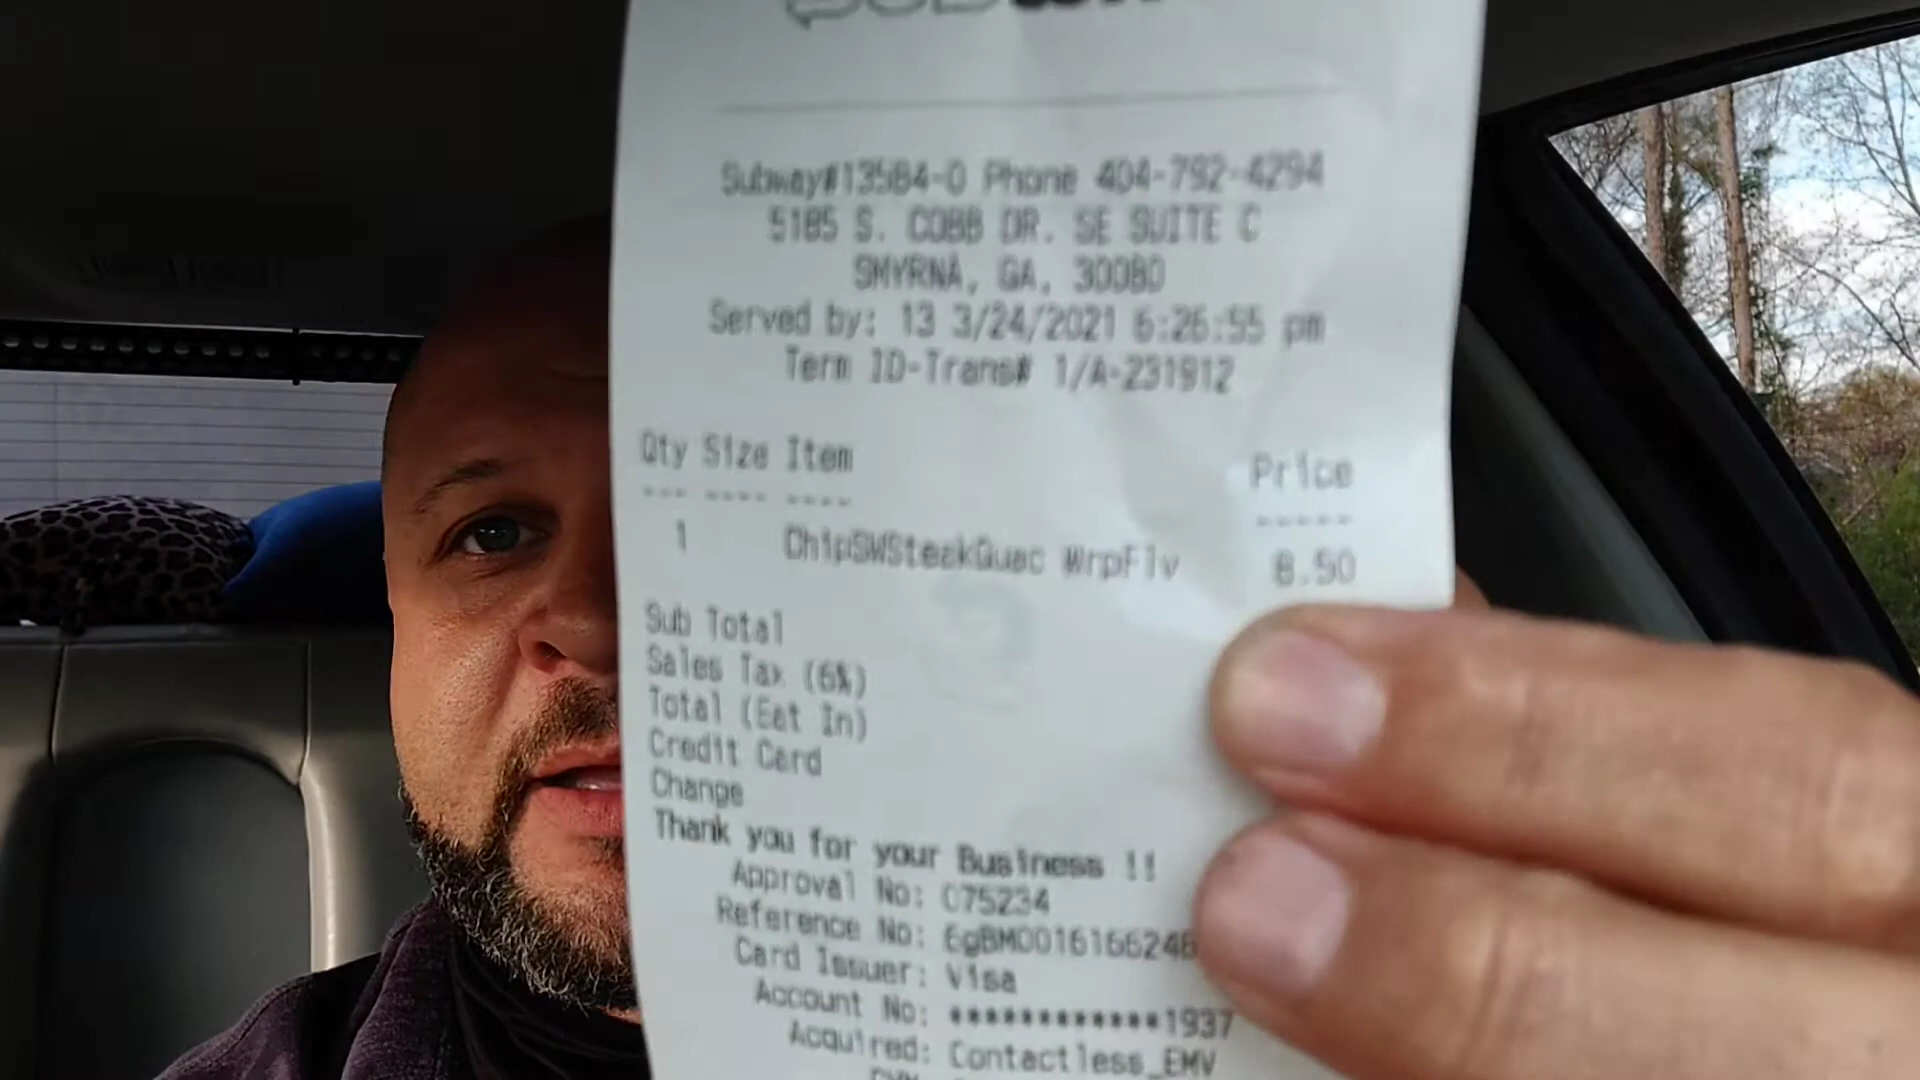 Subway#13584-0 Phone 404-792-4294
5185 S. COBB DR. SE SUITE C
SMYRNA, GA, 30080
Served by: 13 3/24/2021 6:26:55 pm
Term ID-Trans# 1/A-231912
Qty Size Item Price
--- ---- ---- -----
1 ChipSWSteakGuac WrpFlv 8.50
Sub Total
Sales Tax (6%)
Total (Eat In)
Credit Card
Change
Thank you for your Business !!
Approval No: 075234
Reference No:
Card Issuer: Visa
Account No: ************1937
Acquired: Contactless_EMV